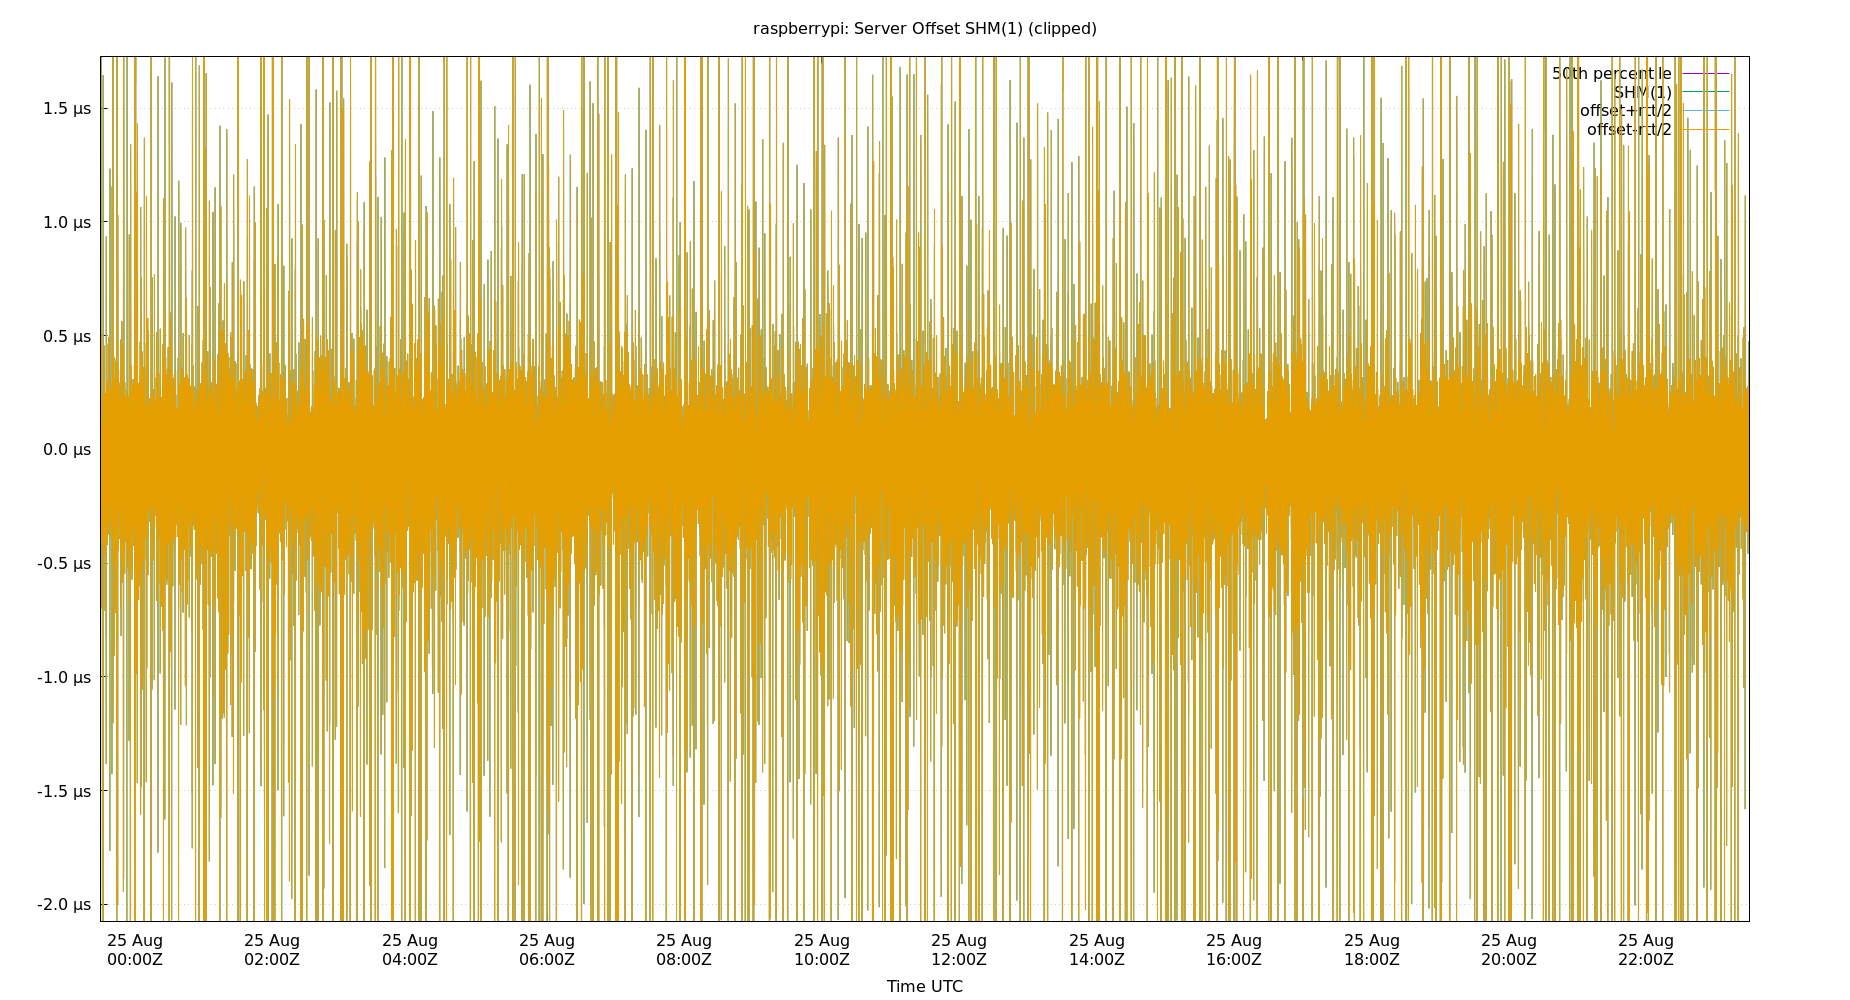 raspberrypi: Server Offset SHM(1) (clipped)
50th percentile
SHM(1)
offset+rtt/2
offset-rtt/2
1.5 µs
1.0 µs
0.5 µs
0.0 µs
-0.5 µs
-1.0 µs
-1.5 µs
-2.0 µs
25 Aug 25 Aug 25 Aug 25 Aug 25 Aug 25 Aug 25 Aug 25 Aug 25 Aug 25 Aug 25 Aug 25 Aug
00:00Z 02:00Z 04:00Z 06:00Z 08:00Z 10:00Z 12:00Z 14:00Z 16:00Z 18:00Z 20:00Z 22:00Z
Time UTC